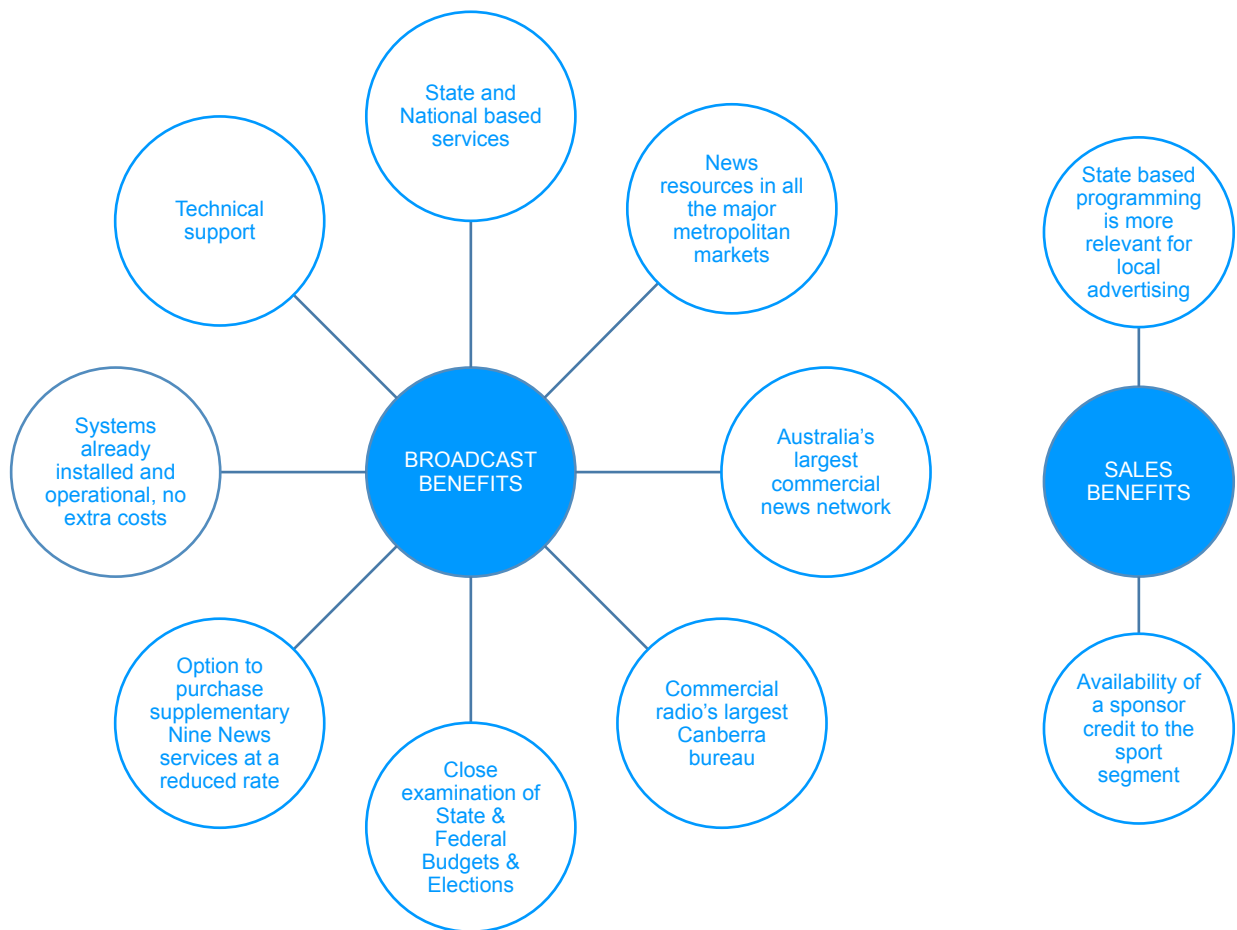 State and
National based
services
News
resources in all
the major
metropolitan
markets
Australia’s
largest
commercial
news network
Commercial
radio’s largest
Canberra
bureau
Close
examination of
State &
Federal
Budgets &
Elections
Option to
purchase
supplementary
Nine News
services at a
reduced rate
Systems
already
installed and
operational, no
extra costs
Technical
support
BROADCAST
BENEFITS
State based
programming
is more
relevant for
local
advertising
SALES
BENEFITS
Availability of
a sponsor
credit to the
sport
segment